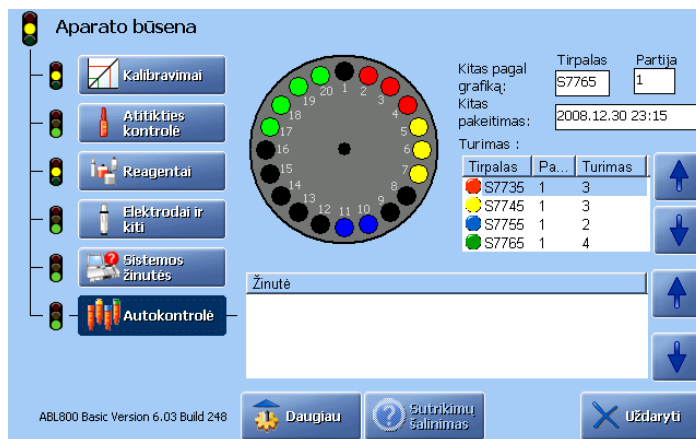 Aparato būsena
Kalibravimai
Atitikties
kontrolė
Reagentai
Elektrodai ir
kiti
Sistemos
žinutės
Autokontrolė
1
2
3
4
5
6
7
8
9
10
11
12
13
14
15
16
17
18
19
20
Tirpalas Partija
Kitas pagal
grafiką: S7765 1
Kitas
pakeitimas: 2008.12.30 23:15
Turimas :
Tirpalas Pa... Turimas
S7735 1 3
S7745 1 3
S7755 1 2
S7765 1 4
Žinutė
ABL800 Basic Version 6.03 Build 248
Daugiau
Sutrikimų
šalinimas
Uždaryti